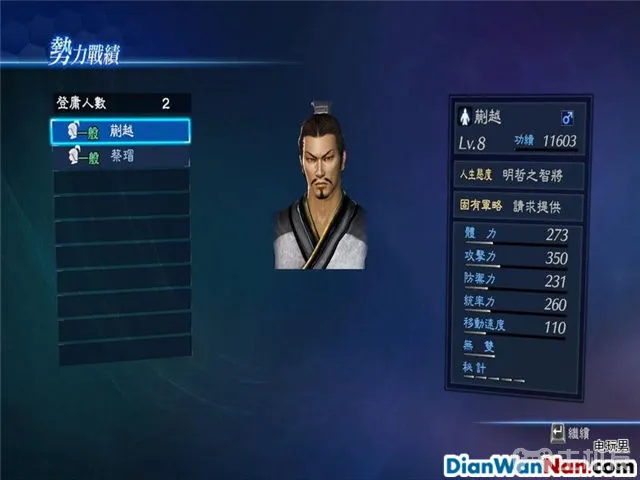 勢力戰績
登庸人數 2
一般 蒯越
一般 蔡瑁
蒯越 ♂
Lv.8 功績 11603
人生態度 明哲之智將
固有軍略 請求提供
體力 273
攻擊力 350
防禦力 231
統率力 260
移動速度 110
無雙
秘計
繼續
电玩男
DianWanNan.com